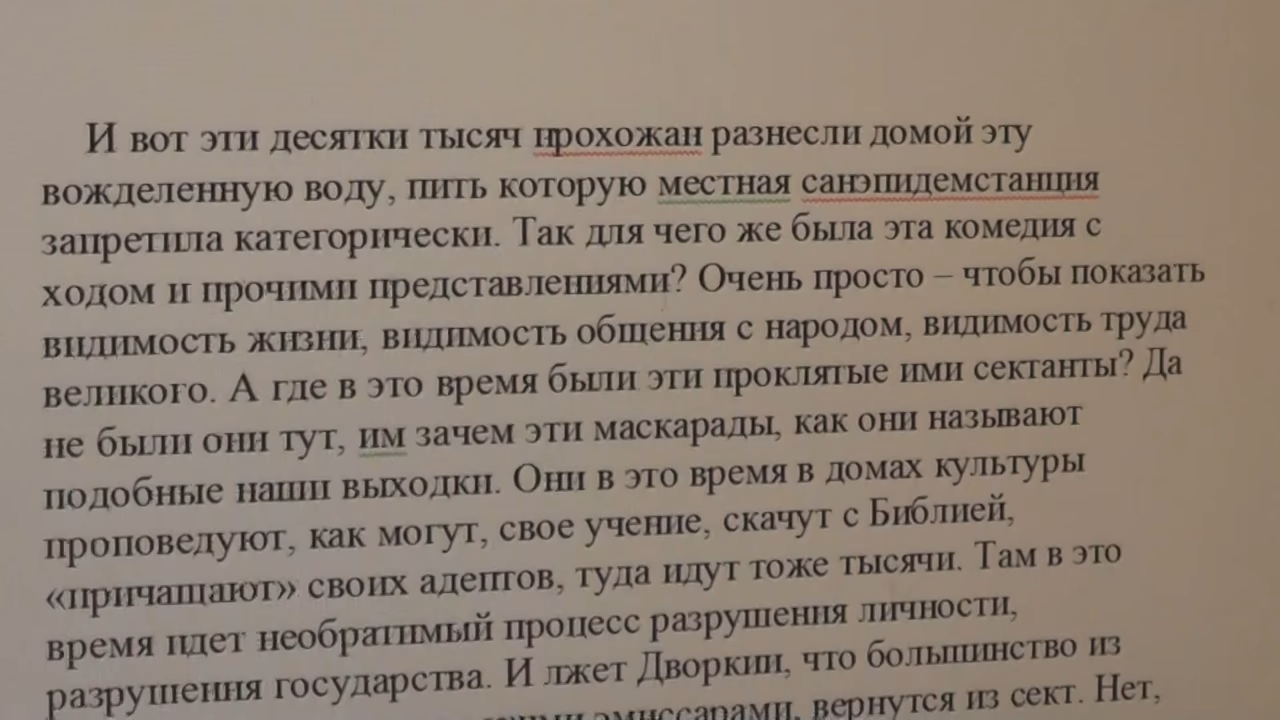 И вот эти десятки тысяч прохожан разнесли домой эту
вожделенную воду, пить которую местная санэпидемстанция
запретила категорически. Так для чего же была эта комедия с
ходом и прочими представлениями? Очень просто – чтобы показать
видимость жизни, видимость общения с народом, видимость труда
великого. А где в это время были эти проклятые ими сектанты? Да
не были они тут, им зачем эти маскарады, как они называют
подобные наши выходки. Они в это время в домах культуры
проповедуют, как могут, свое учение, скачут с Библией,
«причащают» своих адептов, туда идут тоже тысячи. Там в это
время идет необратимый процесс разрушения личности,
разрушения государства. И лжет Дворкин, что большинство из
эмиссарами, вернутся из сект. Нет,